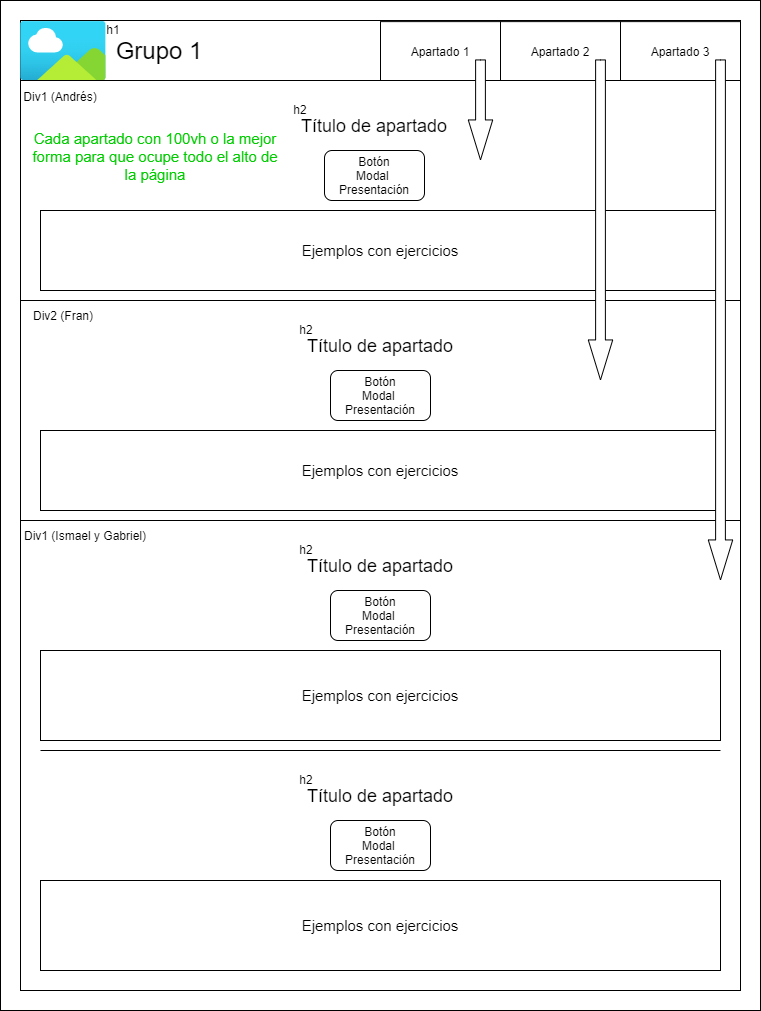 h1
Grupo 1
Apartado 1
Apartado 2
Apartado 3
Div1 (Andrés)
Cada apartado con 100vh o la mejor
forma para que ocupe todo el alto de
la página
h2
Título de apartado
Botón
Modal
Presentación
Ejemplos con ejercicios
Div2 (Fran)
h2
Título de apartado
Botón
Modal
Presentación
Ejemplos con ejercicios
Div1 (Ismael y Gabriel)
h2
Título de apartado
Botón
Modal
Presentación
Ejemplos con ejercicios
h2
Título de apartado
Botón
Modal
Presentación
Ejemplos con ejercicios